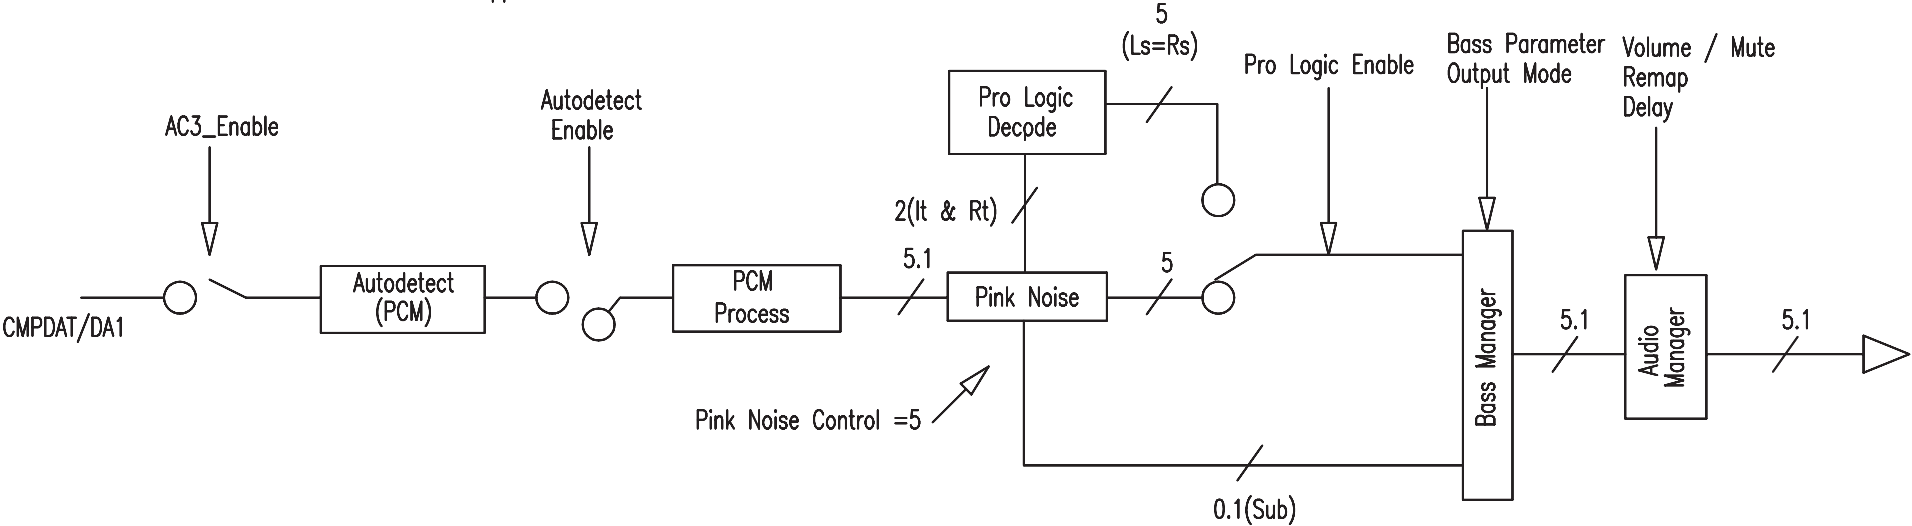 5
(Ls=Rs)
Bass Parameter
Output Mode
Volume / Mute
Remap
Delay
Pro Logic Enable
Autodetect
Enable
Pro Logic
Decode
AC3_Enable
2(lt & Rt)
5.1
5
Autodetect
(PCM)
PCM
Process
Pink Noise
CMPDAT/DA1
Bass Manager
5.1
Audio
Manager
5.1
Pink Noise Control =5
0.1(Sub)